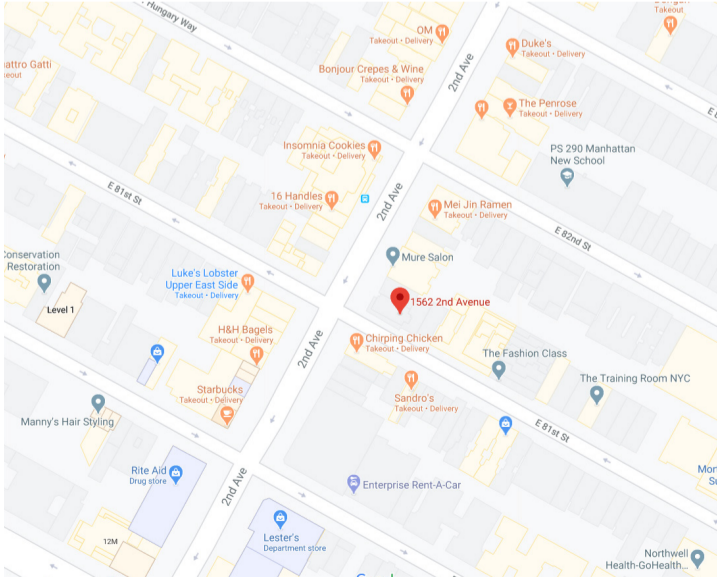 Hungary Way
OM
Takeout • Delivery
2nd Ave
Duke's
Takeout • Delivery
Takeout
attro Gatti
keout
Bonjour Crepes & Wine
Takeout • Delivery
The Penrose
Takeout • Delivery
Insomnia Cookies
Takeout • Delivery
PS 290 Manhattan
New School
E 81st St
16 Handles
Takeout • Delivery
2nd Ave
Mei Jin Ramen
Takeout • Delivery
E 82nd St
Conservation
Restoration
Mure Salon
Luke's Lobster
Upper East Side
Takeout • Delivery
1562 2nd Avenue
Level 1
H&H Bagels
Takeout • Delivery
2nd Ave
Chirping Chicken
Takeout • Delivery
The Fashion Class
The Training Room NYC
Starbucks
Takeout • Delivery
Sandro's
Takeout • Delivery
Manny's Hair Styling
E 81st St
Rite Aid
Drug store
2nd Ave
Enterprise Rent-A-Car
Mor
Su
12M
Lester's
Department store
Northwell
Health-GoHealth...